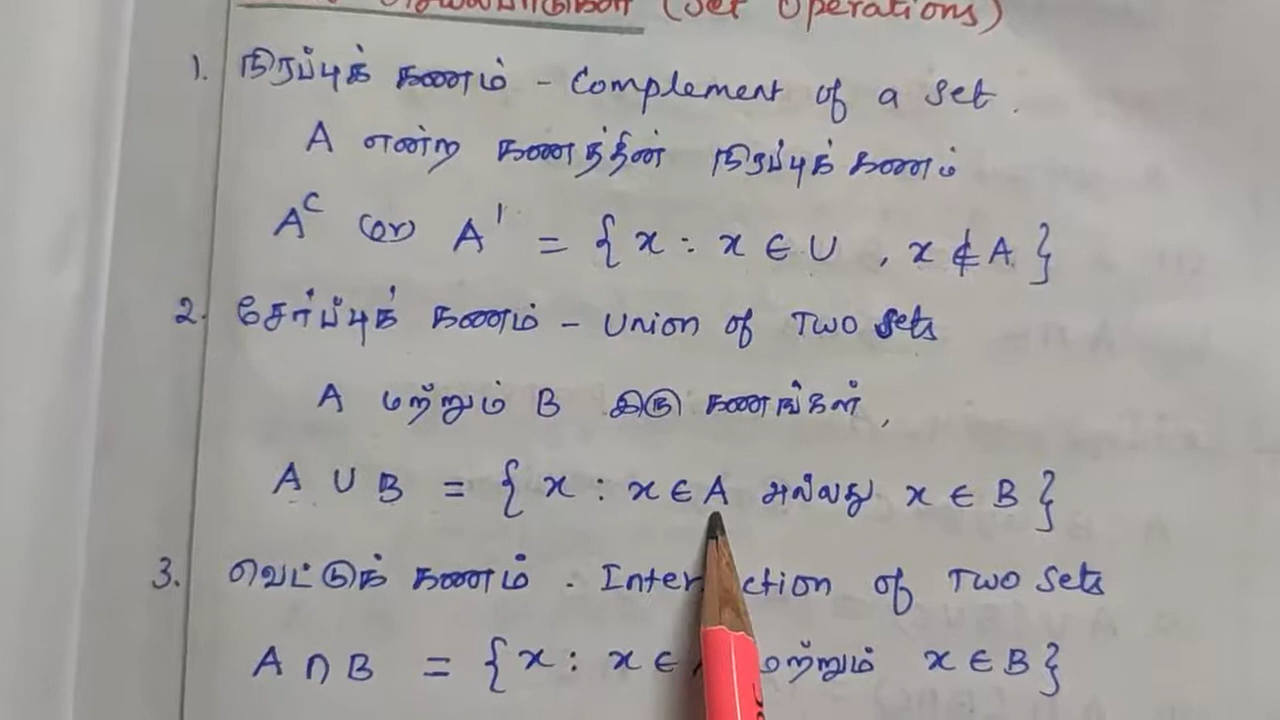 (Set Operations)
1. நிரப்புக் கணம் - Complement of a set.
A என்ற கணத்தின் நிரப்புக் கணம்
Aᶜ (or) A' = { x : x ∈ U , x ∉ A }
2. சேர்ப்புக் கணம் - Union of Two Sets
A மற்றும் B இரு கணங்கள்,
A ∪ B = { x : x ∈ A அல்லது x ∈ B }
3. வெட்டுக் கணம் - Inter ction of Two Sets
A ∩ B = { x : x ∈ மற்றும் x ∈ B }